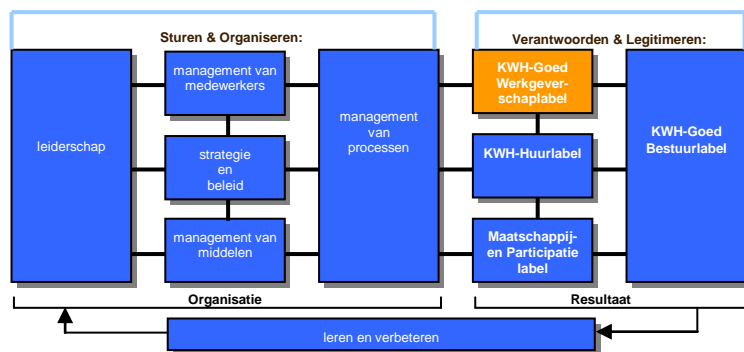 Sturen & Organiseren:
Verantwoorden & Legitimeren:
leiderschap
management van
medewerkers
strategie
en
beleid
management van
middelen
management
van
processen
KWH-Goed
Werkgever-
schaplabel
KWH-Huurlabel
Maatschappij-
en Participatie
label
KWH-Goed
Bestuurlabel
Organisatie
Resultaat
leren en verbeteren